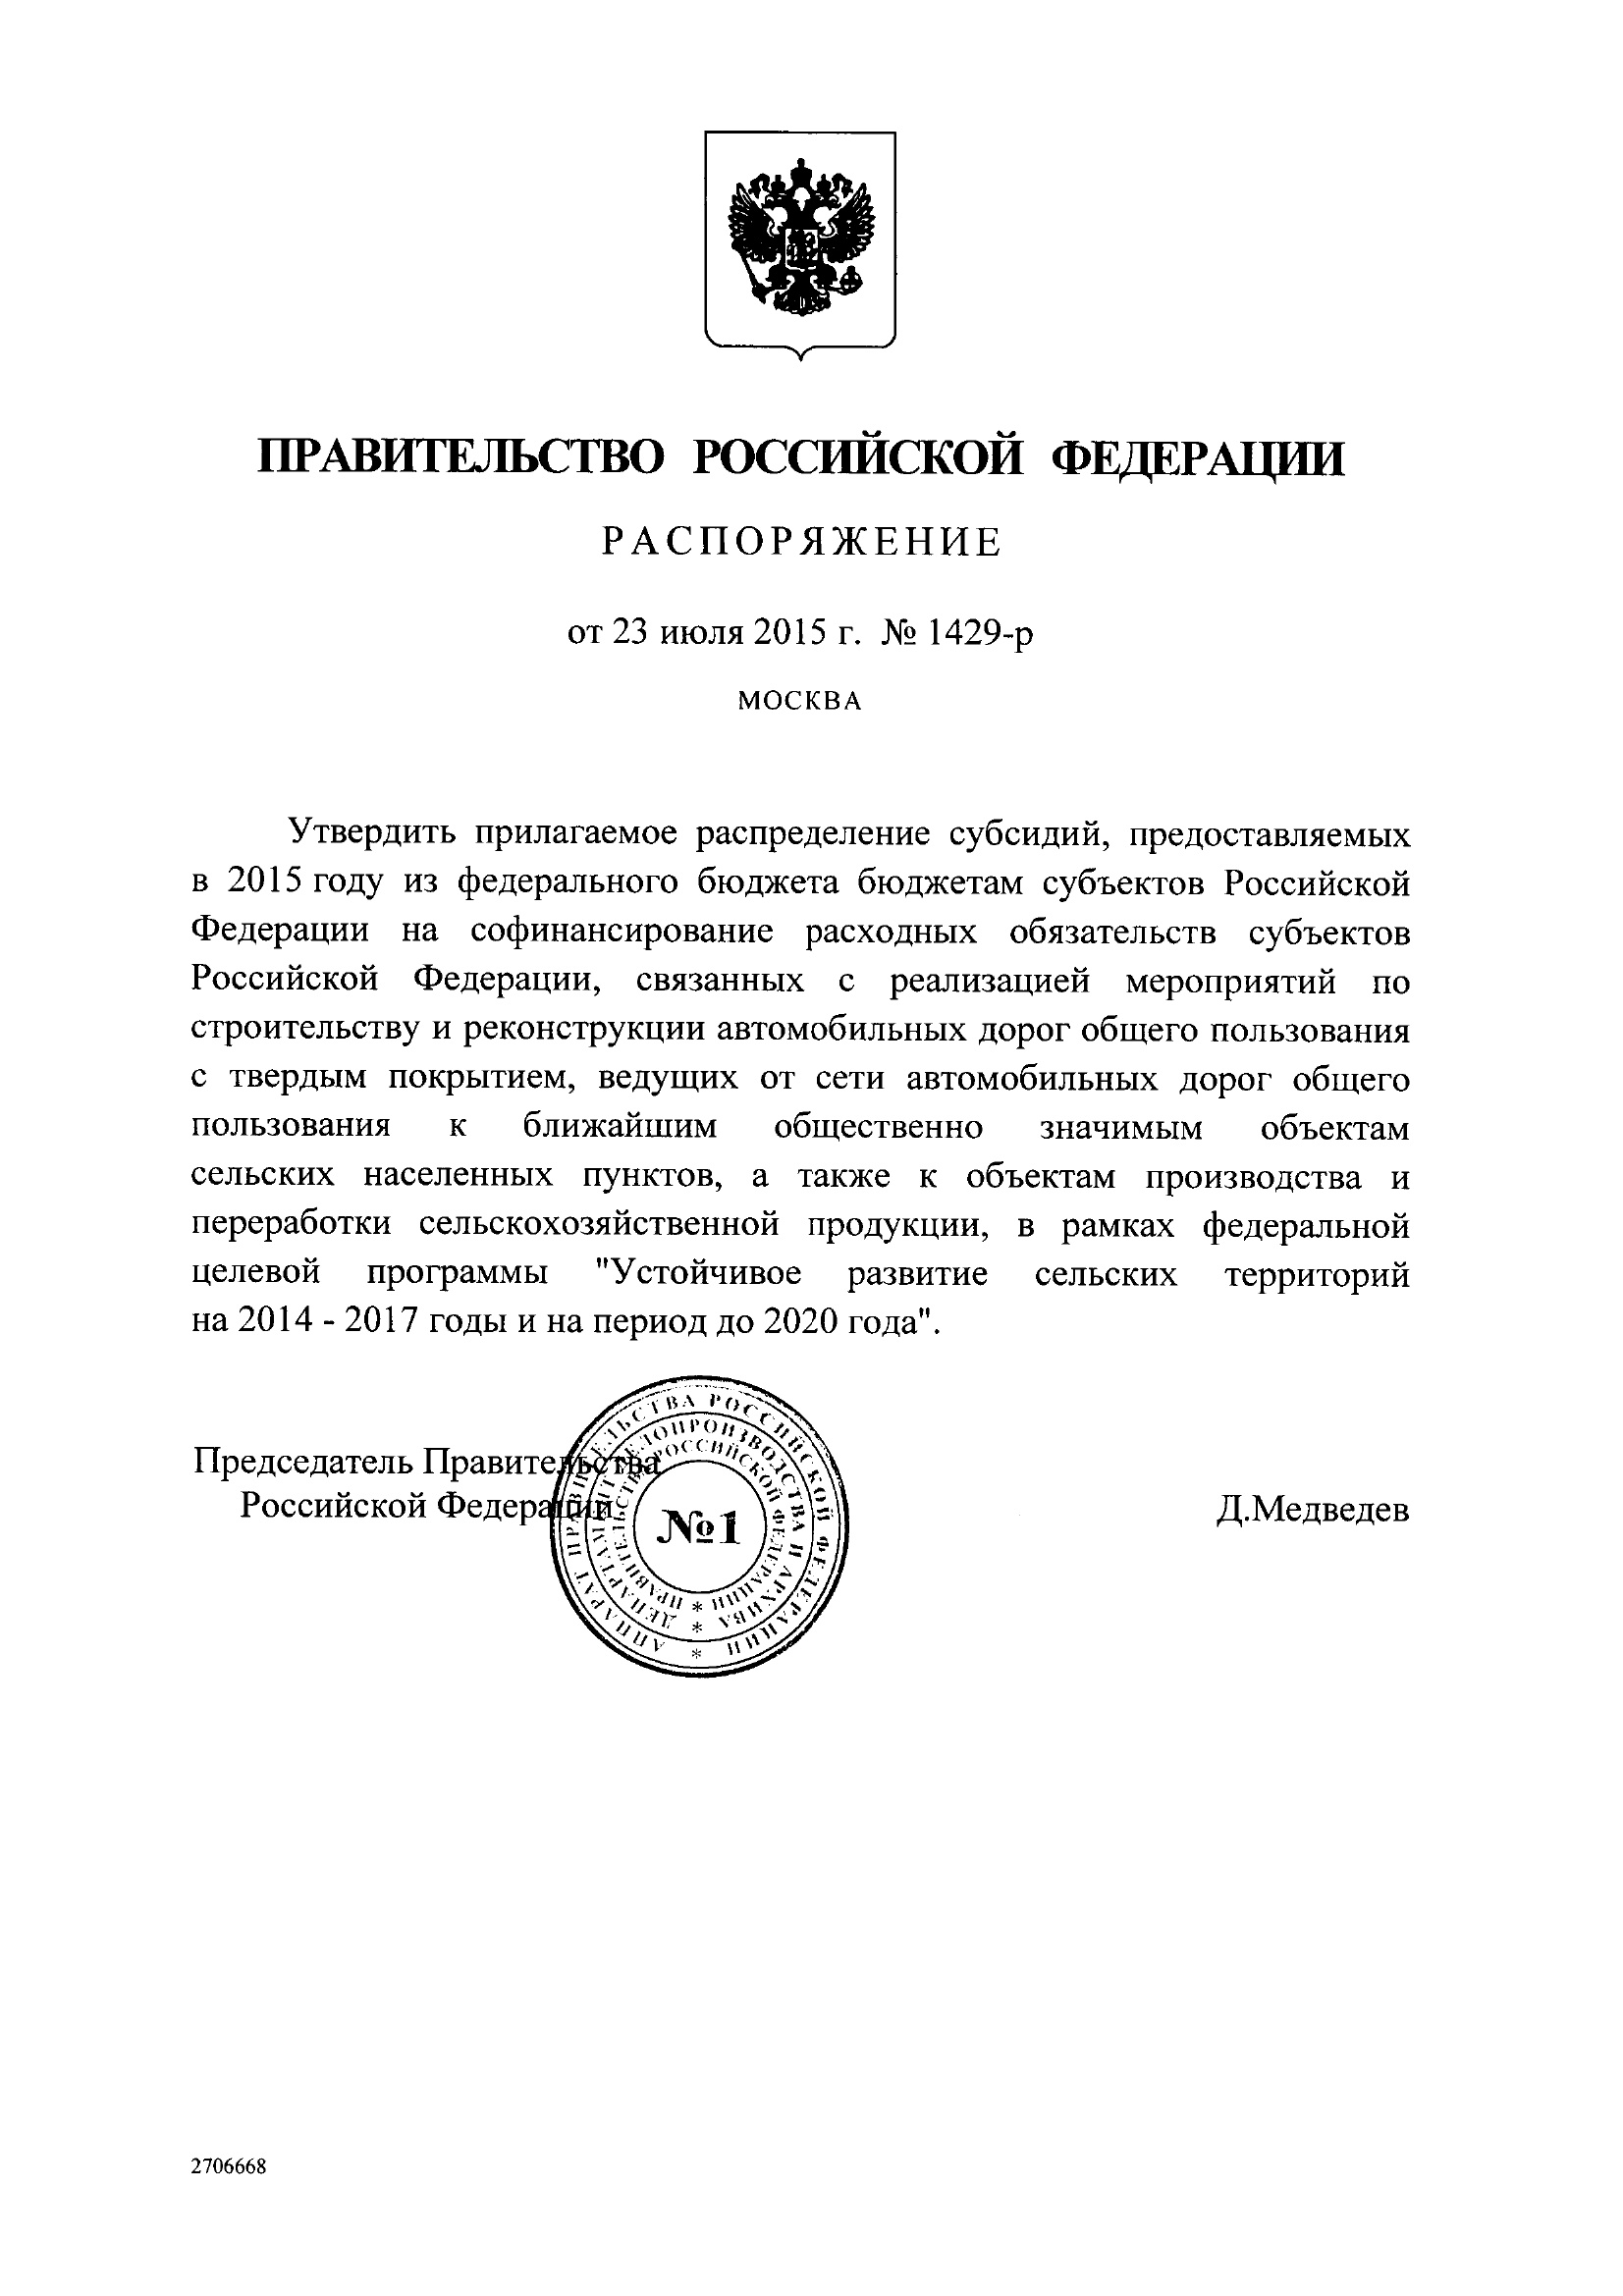 ПРАВИТЕЛЬСТВО РОССИЙСКОЙ ФЕДЕРАЦИИ
РАСПОРЯЖЕНИЕ
от 23 июля 2015 г. № 1429-р
МОСКВА
Утвердить прилагаемое распределение субсидий, предоставляемых
в 2015 году из федерального бюджета бюджетам субъектов Российской
Федерации на софинансирование расходных обязательств субъектов
Российской Федерации, связанных с реализацией мероприятий по
строительству и реконструкции автомобильных дорог общего пользования
с твердым покрытием, ведущих от сети автомобильных дорог общего
пользования к ближайшим общественно значимым объектам
сельских населенных пунктов, а также к объектам производства и
переработки сельскохозяйственной продукции, в рамках федеральной
целевой программы "Устойчивое развитие сельских территорий
на 2014 - 2017 годы и на период до 2020 года".
Председатель Правительства
Российской Федерации
Д.Медведев
АППАРАТ ПРАВИТЕЛЬСТВА РОССИЙСКОЙ ФЕДЕРАЦИИ *
ДЕПАРТАМЕНТ ДЕЛОПРОИЗВОДСТВА И АРХИВА *
ПРАВИТЕЛЬСТВА РОССИЙСКОЙ ФЕДЕРАЦИИ *
№1
2706668